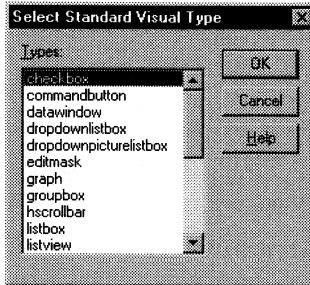 Select Standard Visual Type
Types:
checkbox
commandbutton
datawindow
dropdownlistbox
dropdownpicturelistbox
editmask
graph
groupbox
hscrollbar
listbox
listview
OK
Cancel
Help